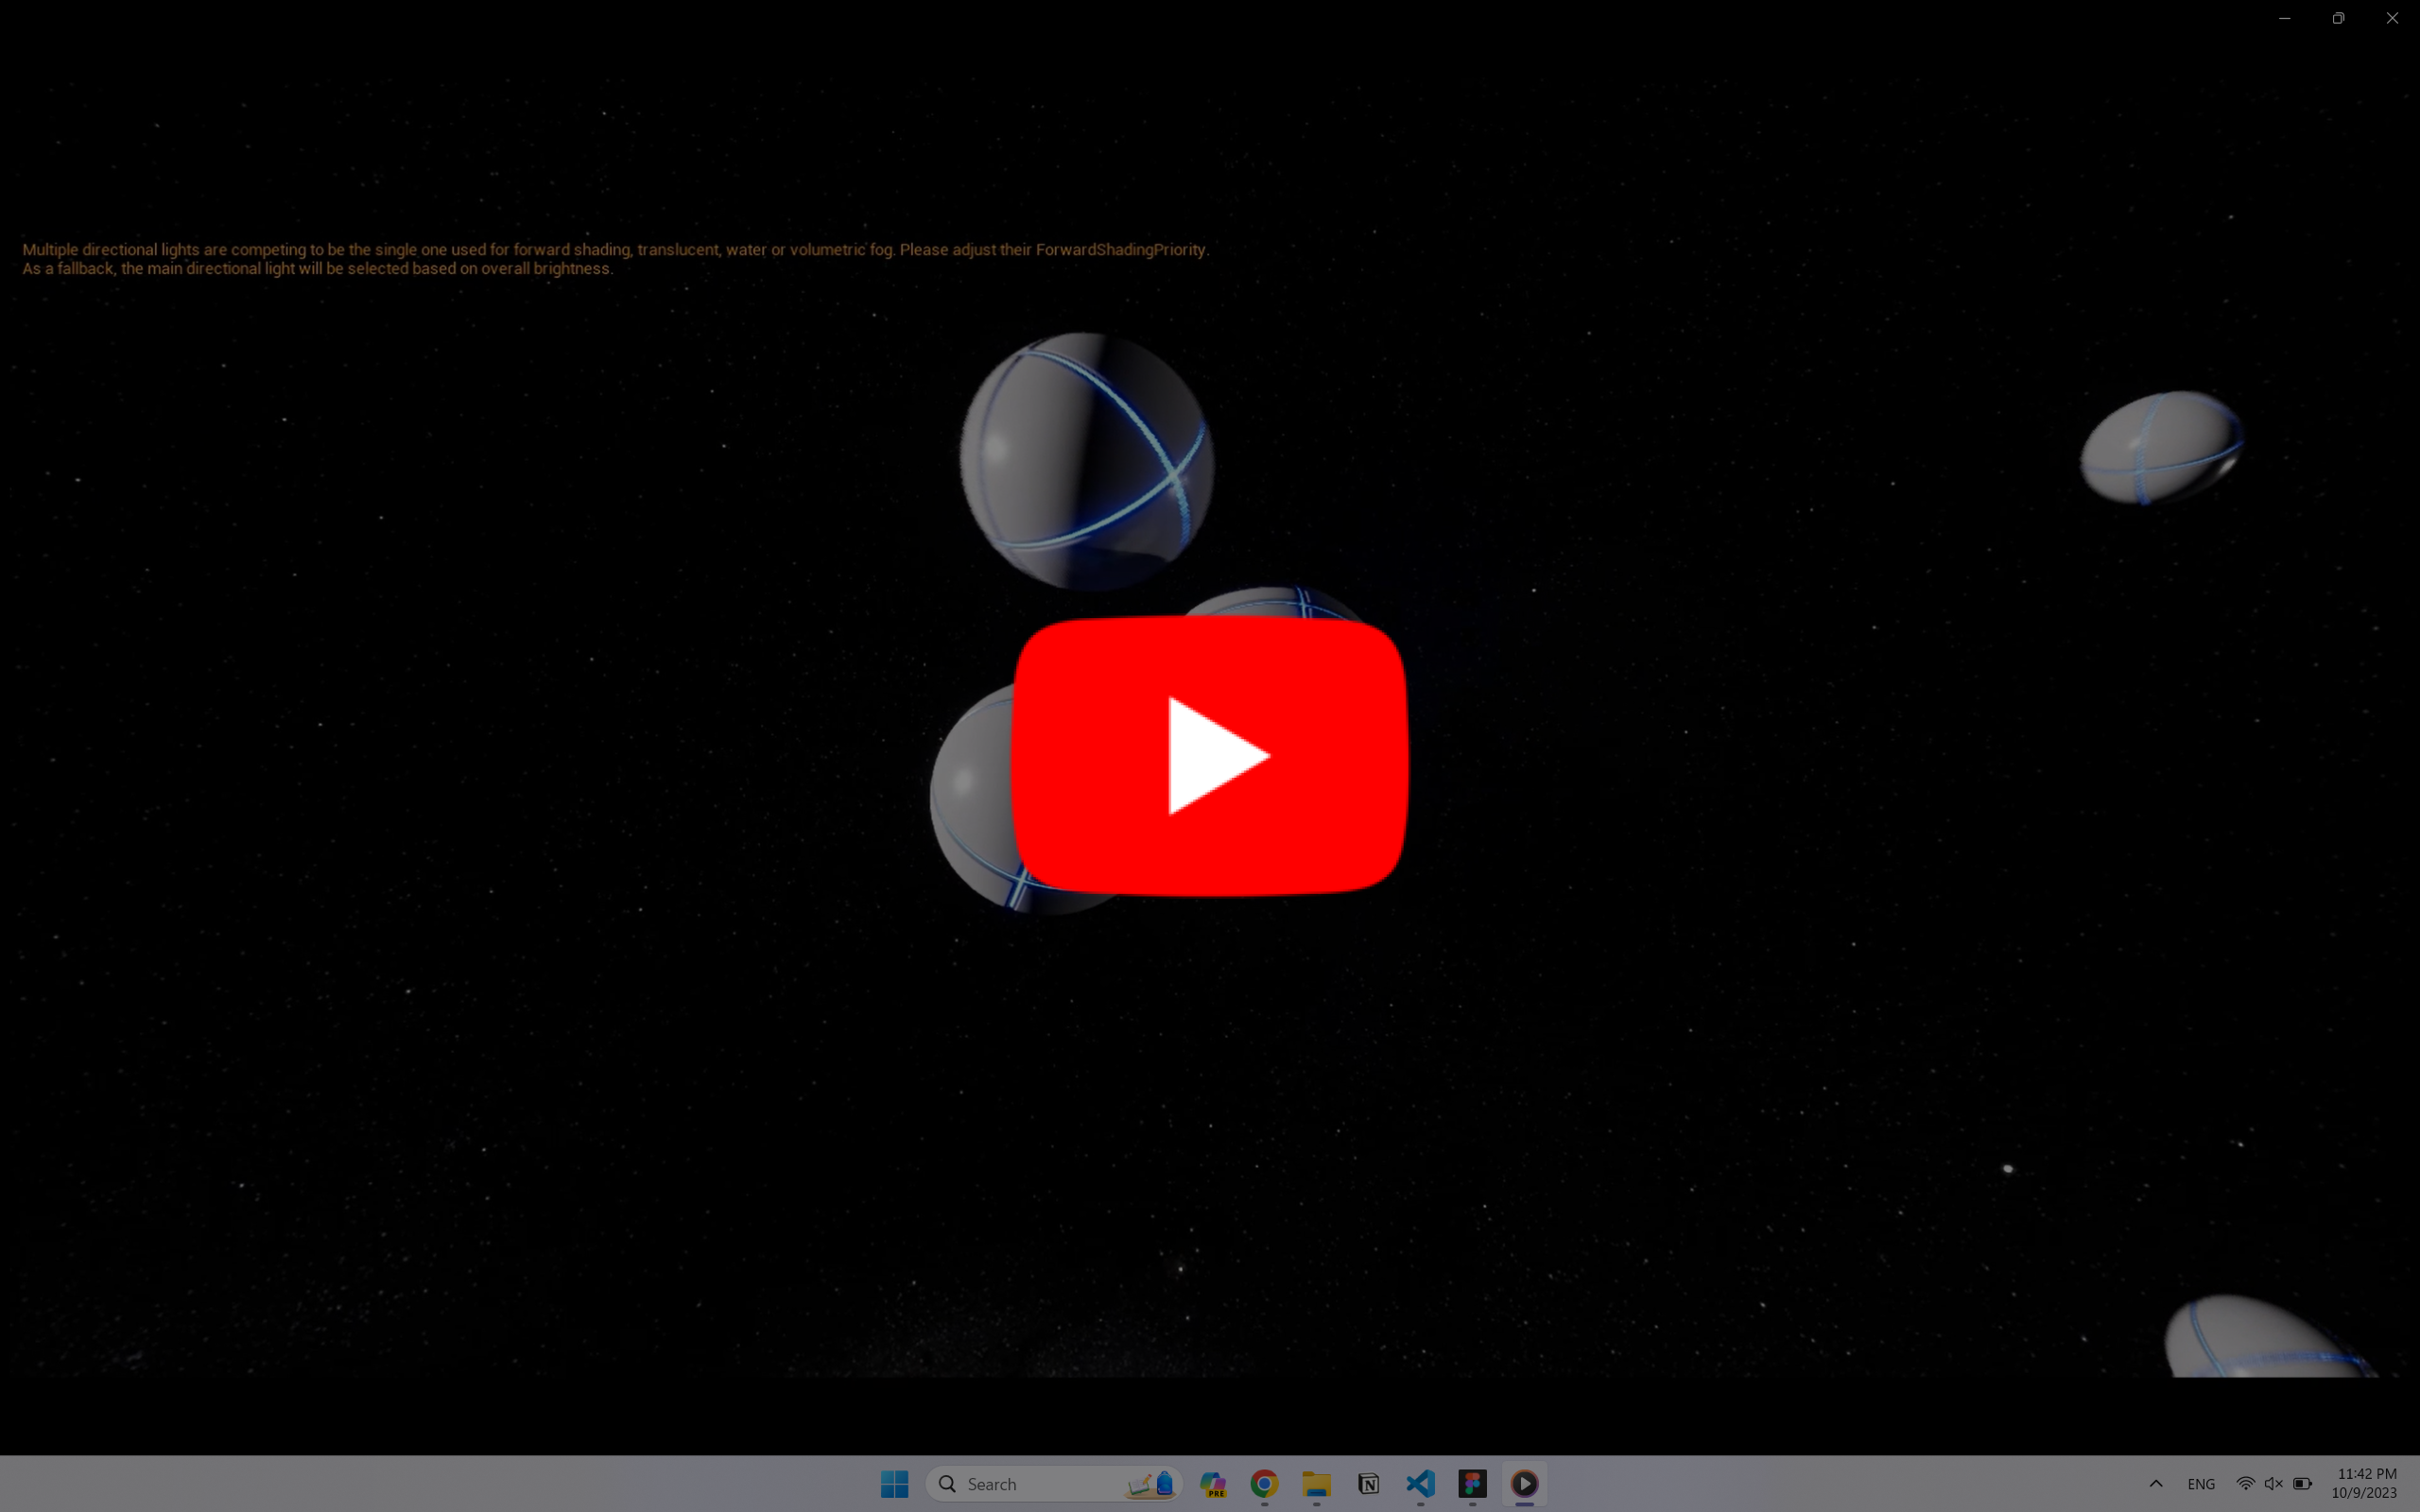 Multiple directional lights are competing to be the single one used for forward shading, translucent, water or volumetric fog. Please adjust their ForwardShadingPriority.
As a fallback, the main directional light will be selected based on overall brightness.
Search
PRE
ENG
11:42 PM
10/9/2023